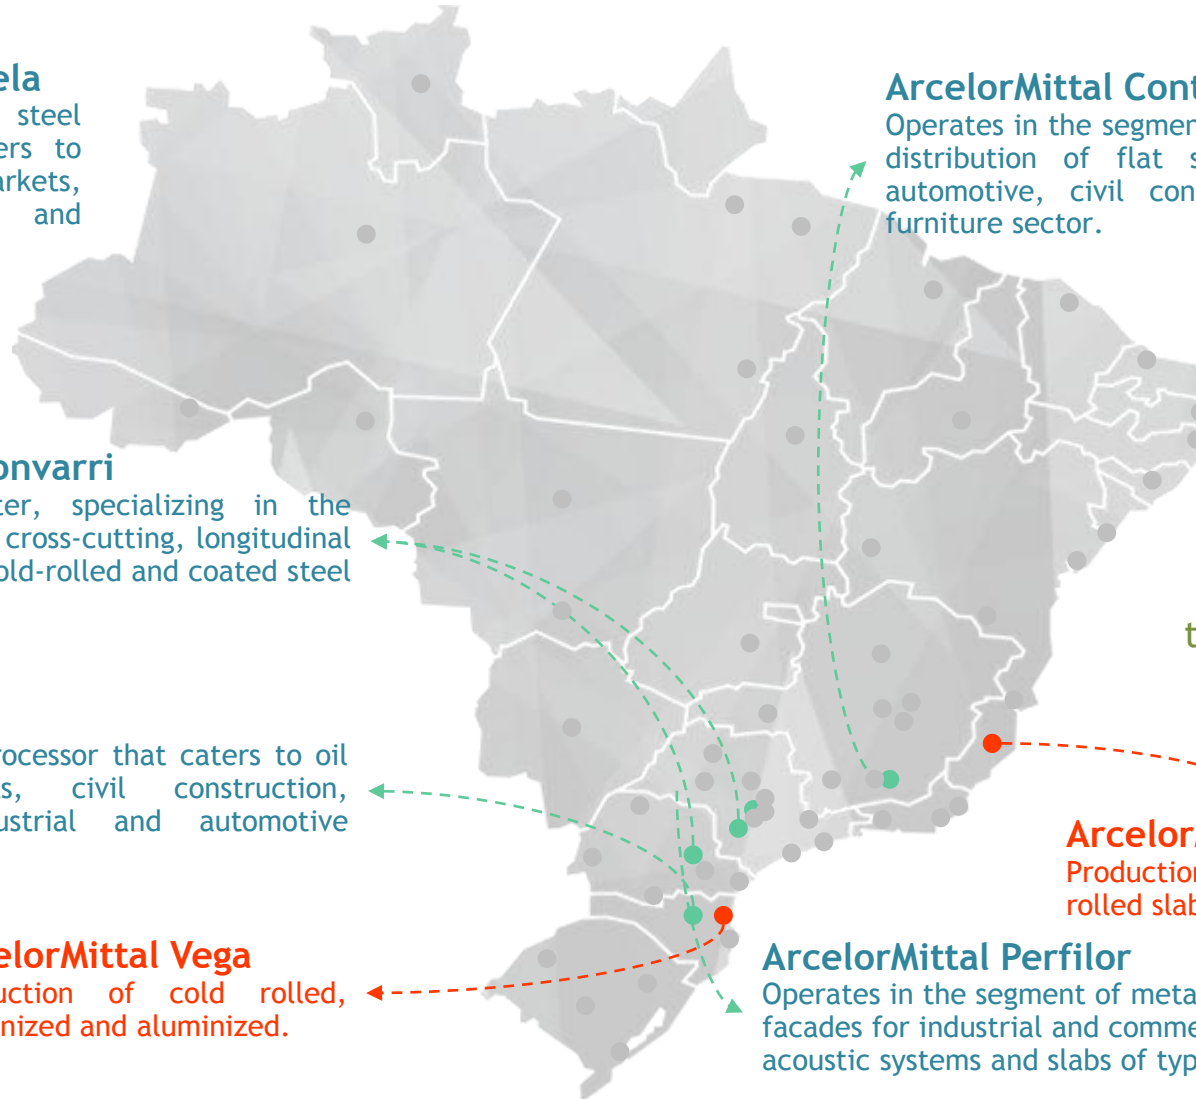 ela
steel
ers to
arkets,
and
ArcelorMittal Cont
Operates in the segmen
distribution of flat s
automotive, civil con
furniture sector.
onvarri
ter, specializing in the
cross-cutting, longitudinal
old-rolled and coated steel
t
rocessor that caters to oil
s, civil construction,
ustrial and automotive
Arcelor
Production
rolled slab
elorMittal Vega
uction of cold rolled,
nized and aluminized.
ArcelorMittal Perfilor
Operates in the segment of meta
facades for industrial and comme
acoustic systems and slabs of typ